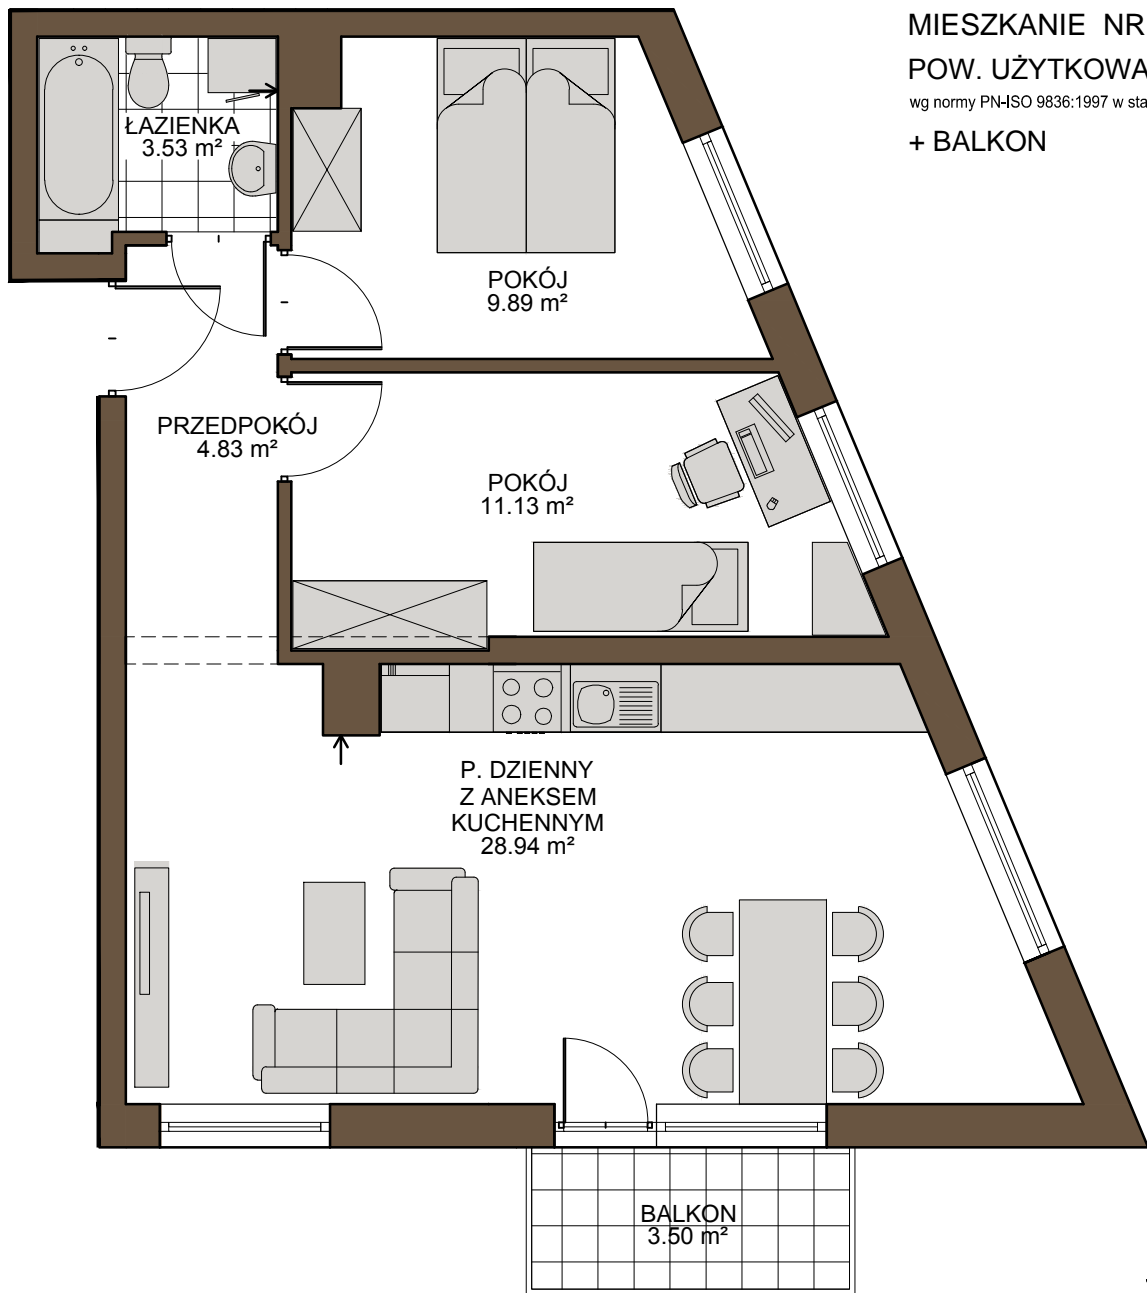 MIESZKANIE NR
POW. UŻYTKOWA
wg normy PN-ISO 9836:1997 w sta
+ BALKON
ŁAZIENKA
3.53 m²
POKÓJ
9.89 m²
PRZEDPOKÓJ
4.83 m²
POKÓJ
11.13 m²
P. DZIENNY
Z ANEKSEM
KUCHENNYM
28.94 m²
BALKON
3.50 m²